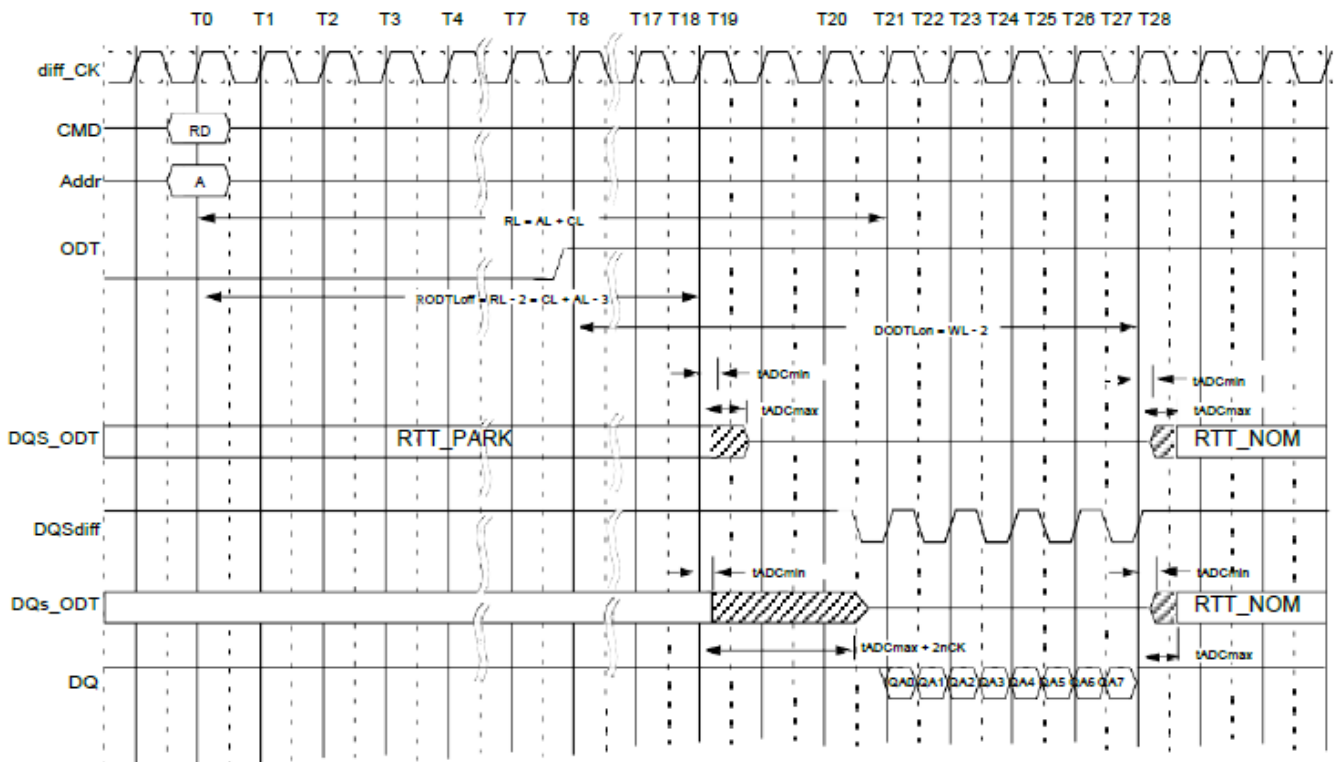 T0 T1 T2 T3 T4 T7 T8 T17 T18 T19 T20 T21 T22 T23 T24 T25 T26 T27 T28
diff_CK
CMD RD
Addr A
RL = AL + CL
ODT
RODTLoff = RL - 2 = CL + AL - 3
DODTLon = WL - 2
tADCmin tADCmin
tADCmax tADCmax
DQS_ODT RTT_PARK RTT_NOM
DQSdiff
tADCmin tADCmin
DQs_ODT RTT_NOM
tADCmax + 2nCK tADCmax
DQ QA0 QA1 QA2 QA3 QA4 QA5 QA6 QA7